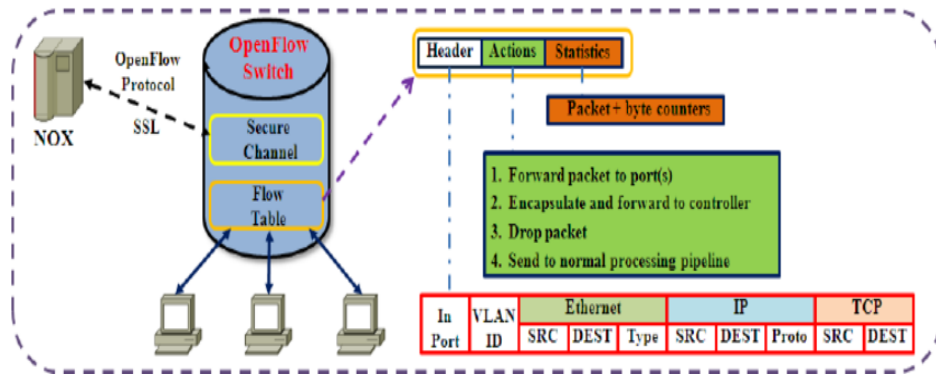 OpenFlow
Switch
OpenFlow
Protocol
SSL
NOX
Secure
Channel
Flow
Table
Header Actions Statistics
Packet+ byte counters
1. Forward packet to port(s)
2. Encapsulate and forward to controller
3. Drop packet
4. Send to normal processing pipeline
In
Port
VLAN
ID
Ethernet
SRC DEST Type
IP
SRC DEST Proto
TCP
SRC DEST